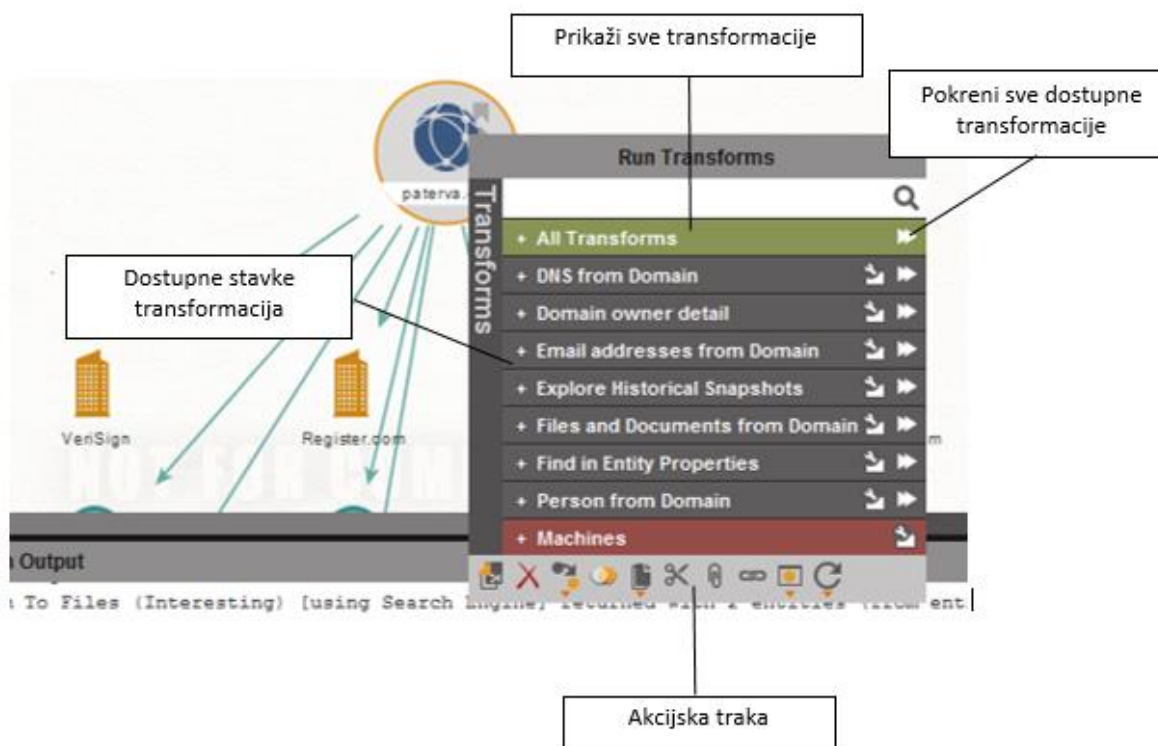 Prikaži sve transformacije
Pokreni sve dostupne
transformacije
Run Transforms
paterva.
Transforms
+ All Transforms
Dostupne stavke
transformacija
+ DNS from Domain
+ Domain owner detail
+ Email addresses from Domain
+ Explore Historical Snapshots
+ Files and Documents from Domain
+ Find in Entity Properties
+ Person from Domain
+ Machines
VeriSign
Register.com
NOT FOR COM
Output
To Files (Interesting) [using Search Engine] returned with 2 entities (from ent
Akcijska traka